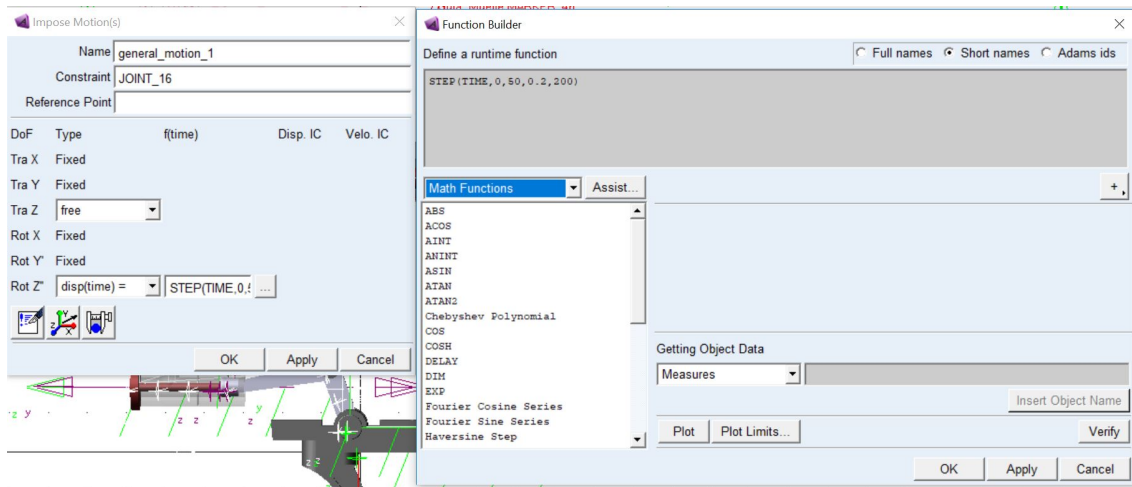 Impose Motion(s)
Name general_motion_1
Constraint JOINT_16
Reference Point
DoF Type f(time) Disp. IC Velo. IC
Tra X Fixed
Tra Y Fixed
Tra Z free
Rot X Fixed
Rot Y' Fixed
Rot Z" disp(time) = STEP(TIME,0,5 ...
OK Apply Cancel
Function Builder
Define a runtime function Full names Short names Adams ids
STEP(TIME,0,50,0.2,200)
Math Functions Assist... +
ABS
ACOS
AINT
ANINT
ASIN
ATAN
ATAN2
Chebyshev Polynomial
COS
COSH
DELAY
DIM
EXP
Fourier Cosine Series
Fourier Sine Series
Haversine Step
Getting Object Data
Measures
Insert Object Name
Plot Plot Limits... Verify
OK Apply Cancel
z y
y
z z z
z z